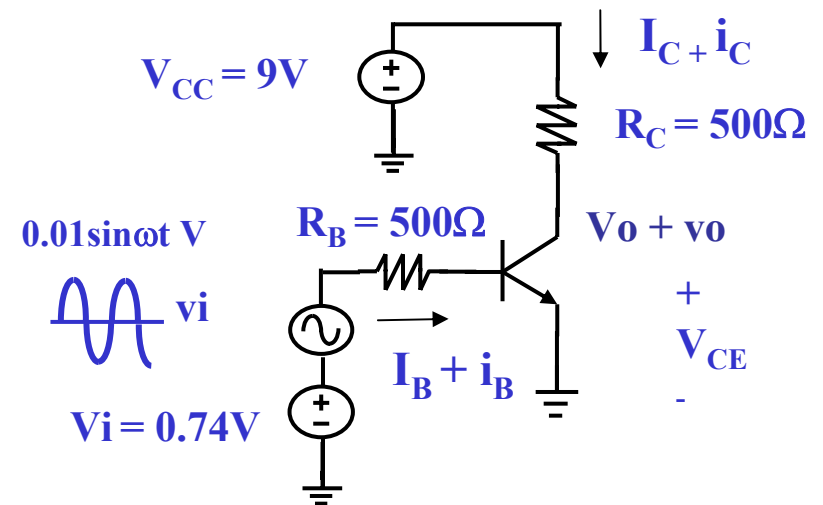 I_C + i_C
V_CC = 9V
+
−
R_C = 500Ω
R_B = 500Ω
Vo + vo
0.01sinωt V
vi
+
V_CE
-
I_B + i_B
Vi = 0.74V
+
−